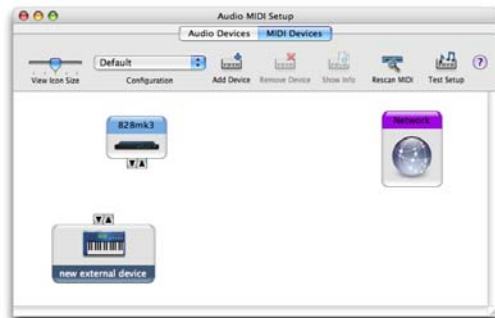 Audio MIDI Setup
Audio Devices MIDI Devices
Default
View Icon Size Configuration Add Device Remove Device Show Info Rescan MIDI Test Setup ?
828mk3
Network
new external device